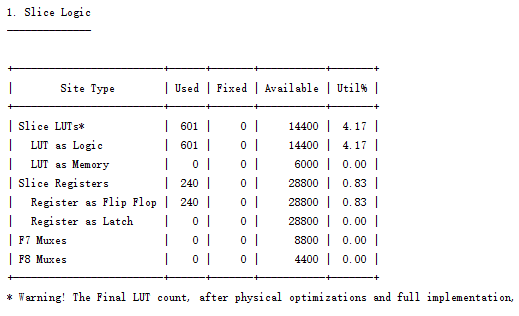 1. Slice Logic
--------------
+----------------------------+------+-------+-----------+-------+
|          Site Type         | Used | Fixed | Available | Util% |
+----------------------------+------+-------+-----------+-------+
| Slice LUTs*                |  601 |     0 |     14400 |  4.17 |
|   LUT as Logic             |  601 |     0 |     14400 |  4.17 |
|   LUT as Memory            |    0 |     0 |      6000 |  0.00 |
| Slice Registers            |  240 |     0 |     28800 |  0.83 |
|   Register as Flip Flop    |  240 |     0 |     28800 |  0.83 |
|   Register as Latch        |    0 |     0 |     28800 |  0.00 |
| F7 Muxes                   |    0 |     0 |      8800 |  0.00 |
| F8 Muxes                   |    0 |     0 |      4400 |  0.00 |
+----------------------------+------+-------+-----------+-------+
* Warning! The Final LUT count, after physical optimizations and full implementation,